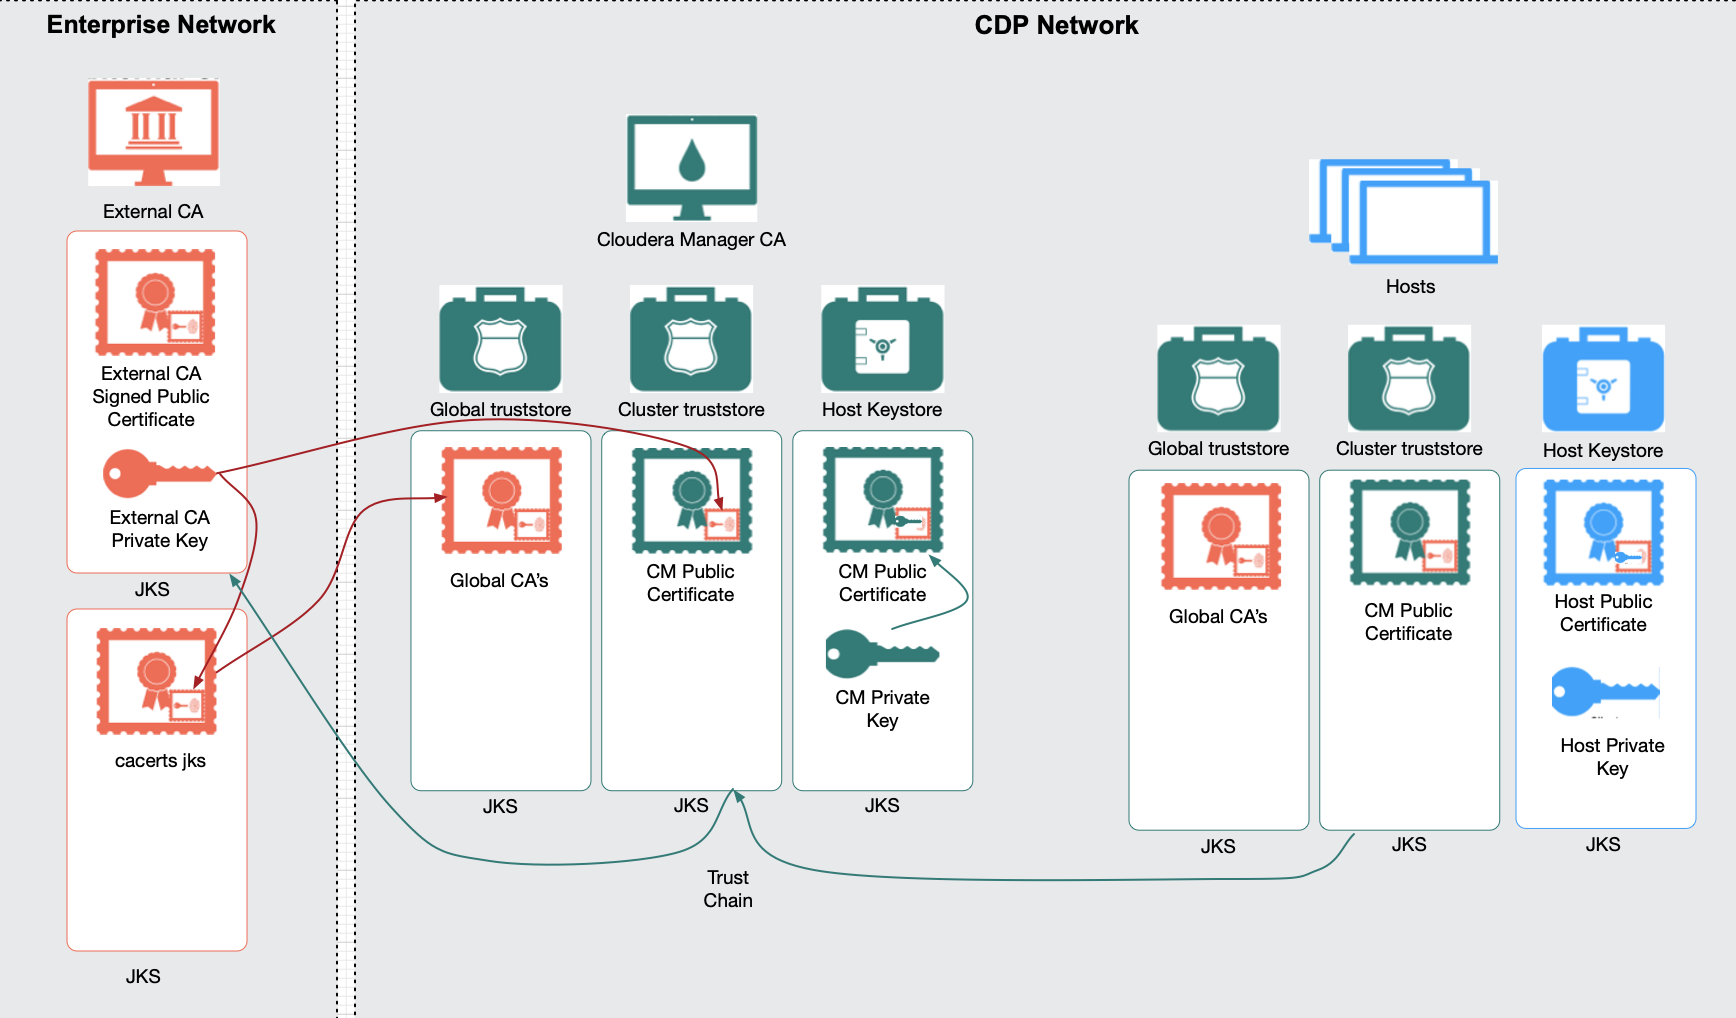 Enterprise Network
CDP Network
External CA
Cloudera Manager CA
Hosts
External CA
Signed Public
Certificate
External CA
Private Key
JKS
cacerts jks
JKS
Global truststore
Cluster truststore
Host Keystore
Global CA's
CM Public
Certificate
CM Public
Certificate
CM Private
Key
JKS
JKS
JKS
Trust
Chain
Global truststore
Cluster truststore
Host Keystore
Global CA's
CM Public
Certificate
Host Public
Certificate
Host Private
Key
JKS
JKS
JKS